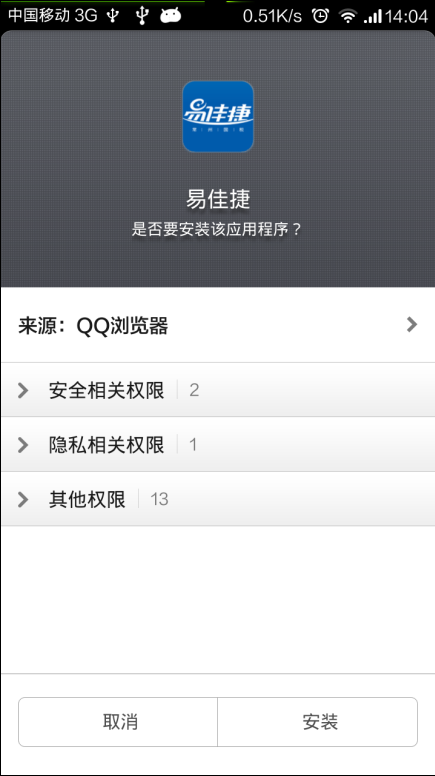 中国移动 3G 0.51K/s 14:04
易佳捷
易佳捷
是否要安装该应用程序？
来源：QQ浏览器
安全相关权限 2
隐私相关权限 1
其他权限 13
取消 安装